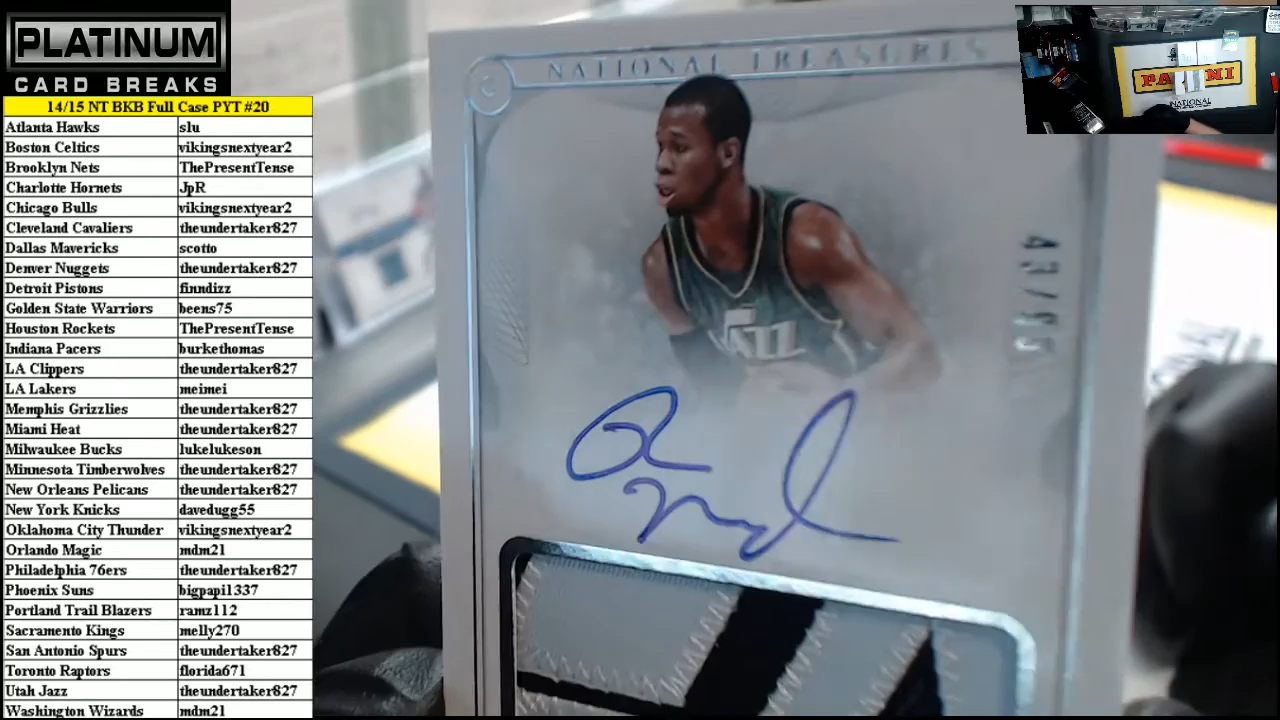 PLATINUM
CARD BREAKS
14/15 NT BKB Full Case PYT #20
Atlanta Hawks slu
Boston Celtics vikingsnextyear2
Brooklyn Nets ThePresentTense
Charlotte Hornets JpR
Chicago Bulls vikingsnextyear2
Cleveland Cavaliers theundertaker827
Dallas Mavericks scotto
Denver Nuggets theundertaker827
Detroit Pistons finndizz
Golden State Warriors beens75
Houston Rockets ThePresentTense
Indiana Pacers burkethomas
LA Clippers theundertaker827
LA Lakers meimei
Memphis Grizzlies theundertaker827
Miami Heat theundertaker827
Milwaukee Bucks lukelukeson
Minnesota Timberwolves theundertaker827
New Orleans Pelicans theundertaker827
New York Knicks davedugg55
Oklahoma City Thunder vikingsnextyear2
Orlando Magic mdm21
Philadelphia 76ers theundertaker827
Phoenix Suns bigpapi1337
Portland Trail Blazers ramz112
Sacramento Kings melly270
San Antonio Spurs theundertaker827
Toronto Raptors florida671
Utah Jazz theundertaker827
Washington Wizards mdm21
NATIONAL TREASURES
PANINI
NATIONAL